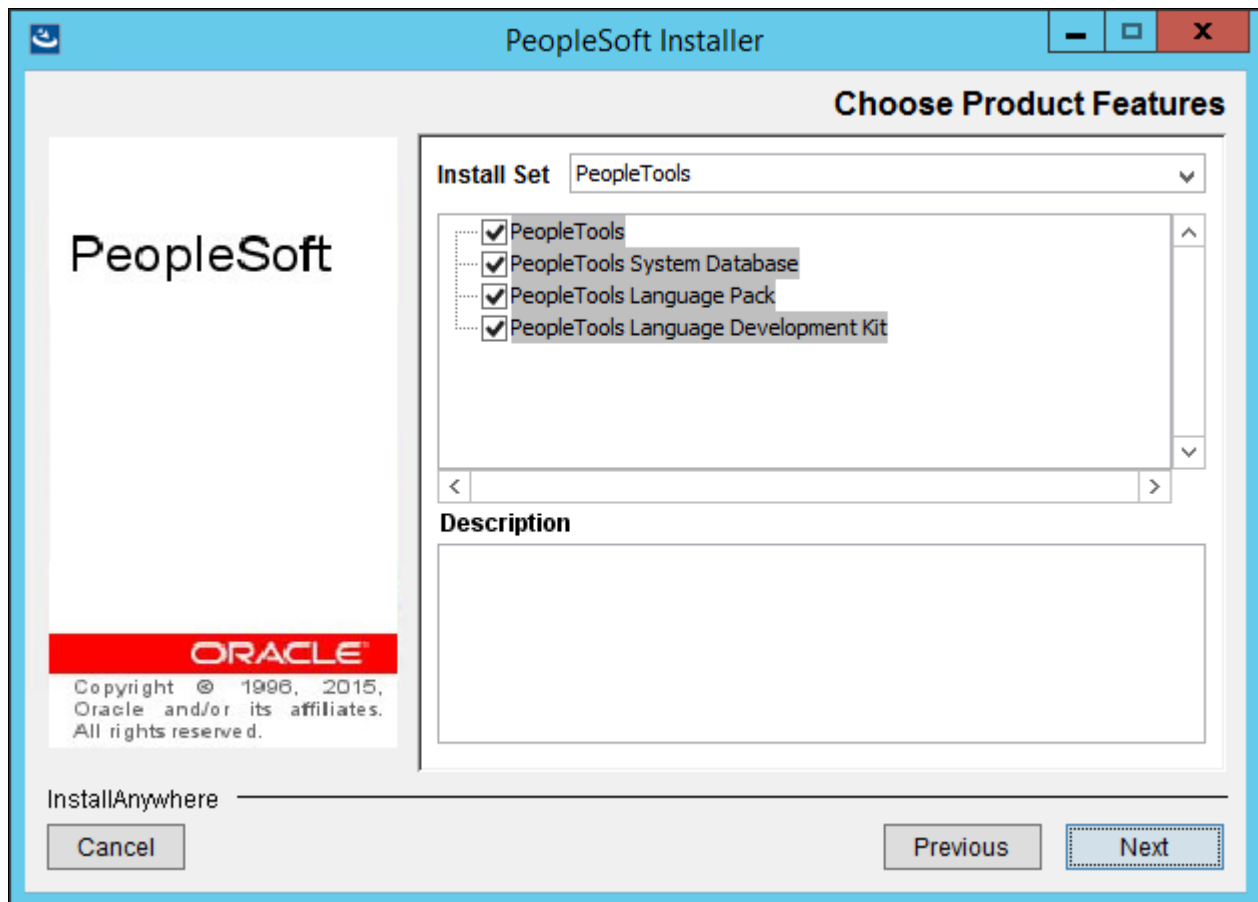 PeopleSoft Installer
Choose Product Features
PeopleSoft
Install Set PeopleTools
PeopleTools
PeopleTools System Database
PeopleTools Language Pack
PeopleTools Language Development Kit
Description
ORACLE
Copyright © 1996, 2015,
Oracle and/or its affiliates.
All rights reserved.
InstallAnywhere
Cancel Previous Next